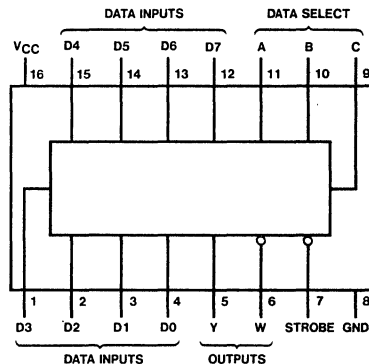 DATA INPUTS DATA SELECT
VCC D4 D5 D6 D7 A B C
16 15 14 13 12 11 10 9
1 2 3 4 5 6 7 8
D3 D2 D1 D0 Y W STROBE GND
DATA INPUTS OUTPUTS